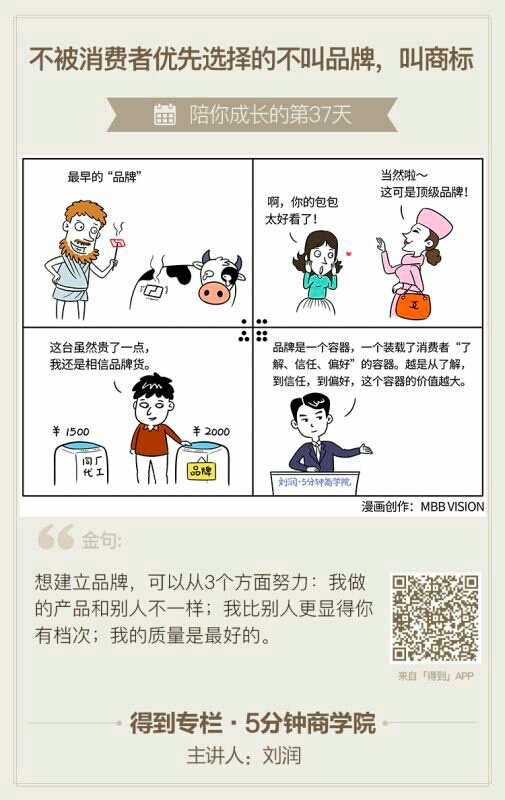 不被消费者优先选择的不叫品牌，叫商标
陪你成长的第37天
最早的“品牌”
啊，你的包包
太好看了！
当然啦～
这可是顶级品牌！
这台虽然贵了一点，
我还是相信品牌货。
￥1500
￥2000
同厂
代工
品牌
品牌是一个容器，一个装载了消费者“了
解、信任、偏好”的容器。越是从了解，
到信任，到偏好，这个容器的价值越大。
刘润·5分钟商学院
漫画创作：MBB VISION
金句:
想建立品牌，可以从3个方面努力：我做
的产品和别人不一样；我比别人更显得你
有档次；我的质量是最好的。
来自「得到」APP
得到专栏·5分钟商学院
主讲人：刘润